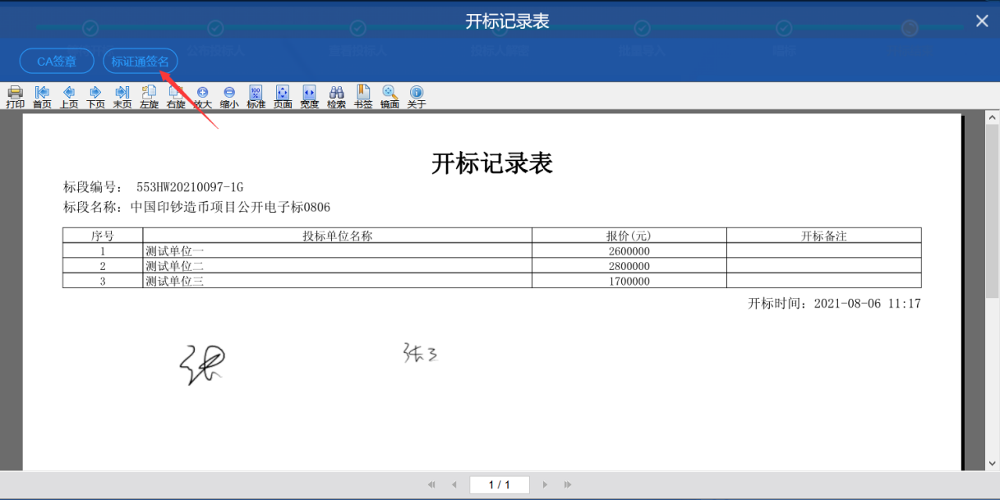 开标记录表
CA签章 标证通签名
打印 首页 上页 下页 末页 左旋 右旋 放大 缩小 标准 页面 宽度 检索 书签 镜面 关于
开标记录表
标段编号: 553HW20210097-1G
标段名称: 中国印钞造币项目公开电子标0806
序号 投标单位名称 报价(元) 开标备注
1 测试单位一 2600000
2 测试单位二 2800000
3 测试单位三 1700000
开标时间: 2021-08-06 11:17
1 / 1